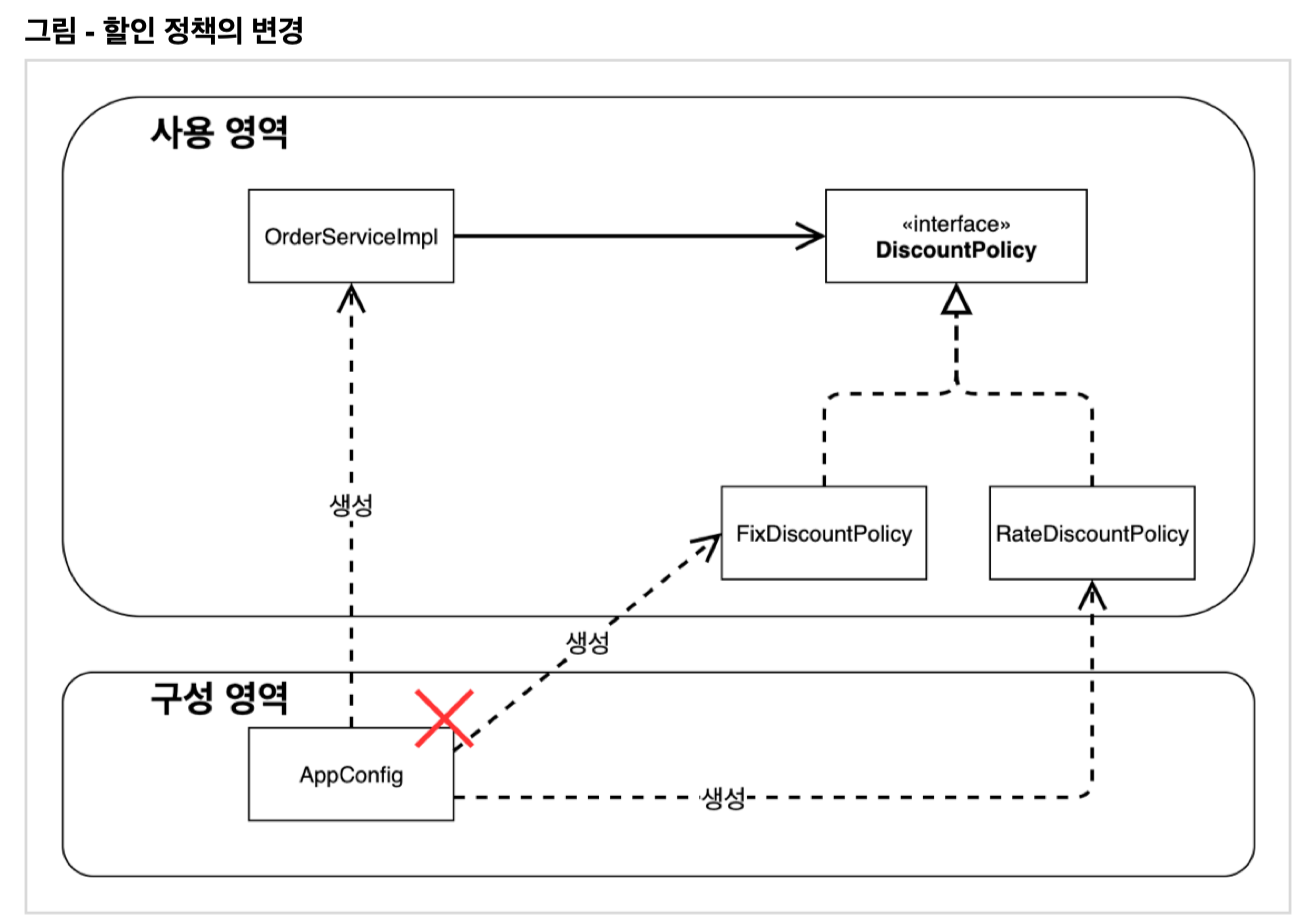 그림 - 할인 정책의 변경
사용 영역
OrderServiceImpl
«interface»
DiscountPolicy
생성
FixDiscountPolicy
RateDiscountPolicy
생성
구성 영역
AppConfig
생성